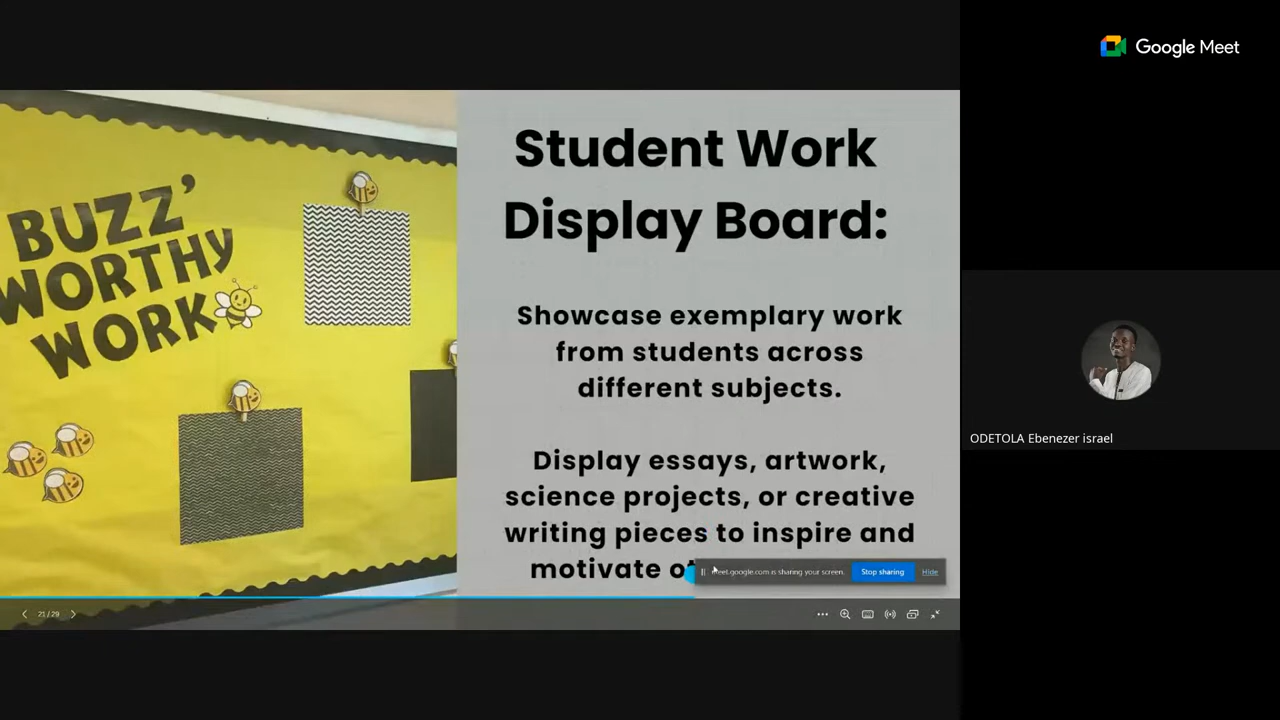 Google Meet
BUZZ'
WORTHY
WORK
Student Work
Display Board:
Showcase exemplary work
from students across
different subjects.
Display essays, artwork,
science projects, or creative
writing pieces to inspire and
motivate
meet.google.com is sharing your screen.
Stop sharing
Hide
21 / 29
ODETOLA Ebenezer israel